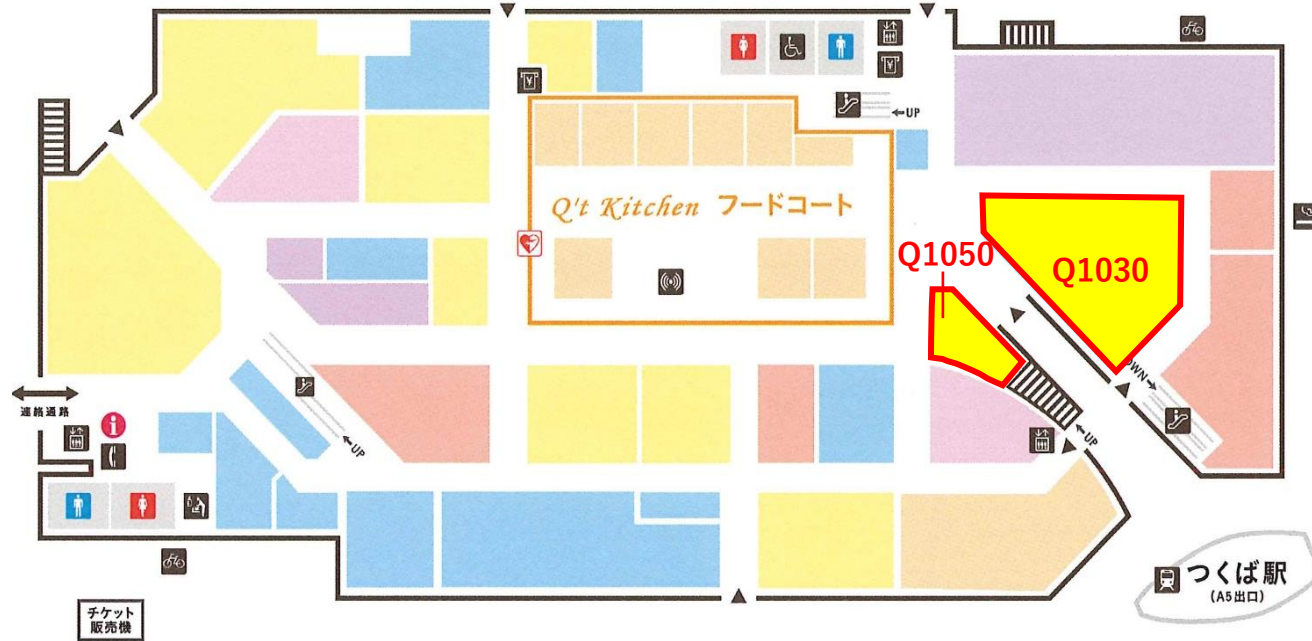 ←UP
Q't Kitchen フードコート
Q1050
Q1030
連絡通路
←UP
←UP
つくば駅
(A5出口)
チケット
販売機